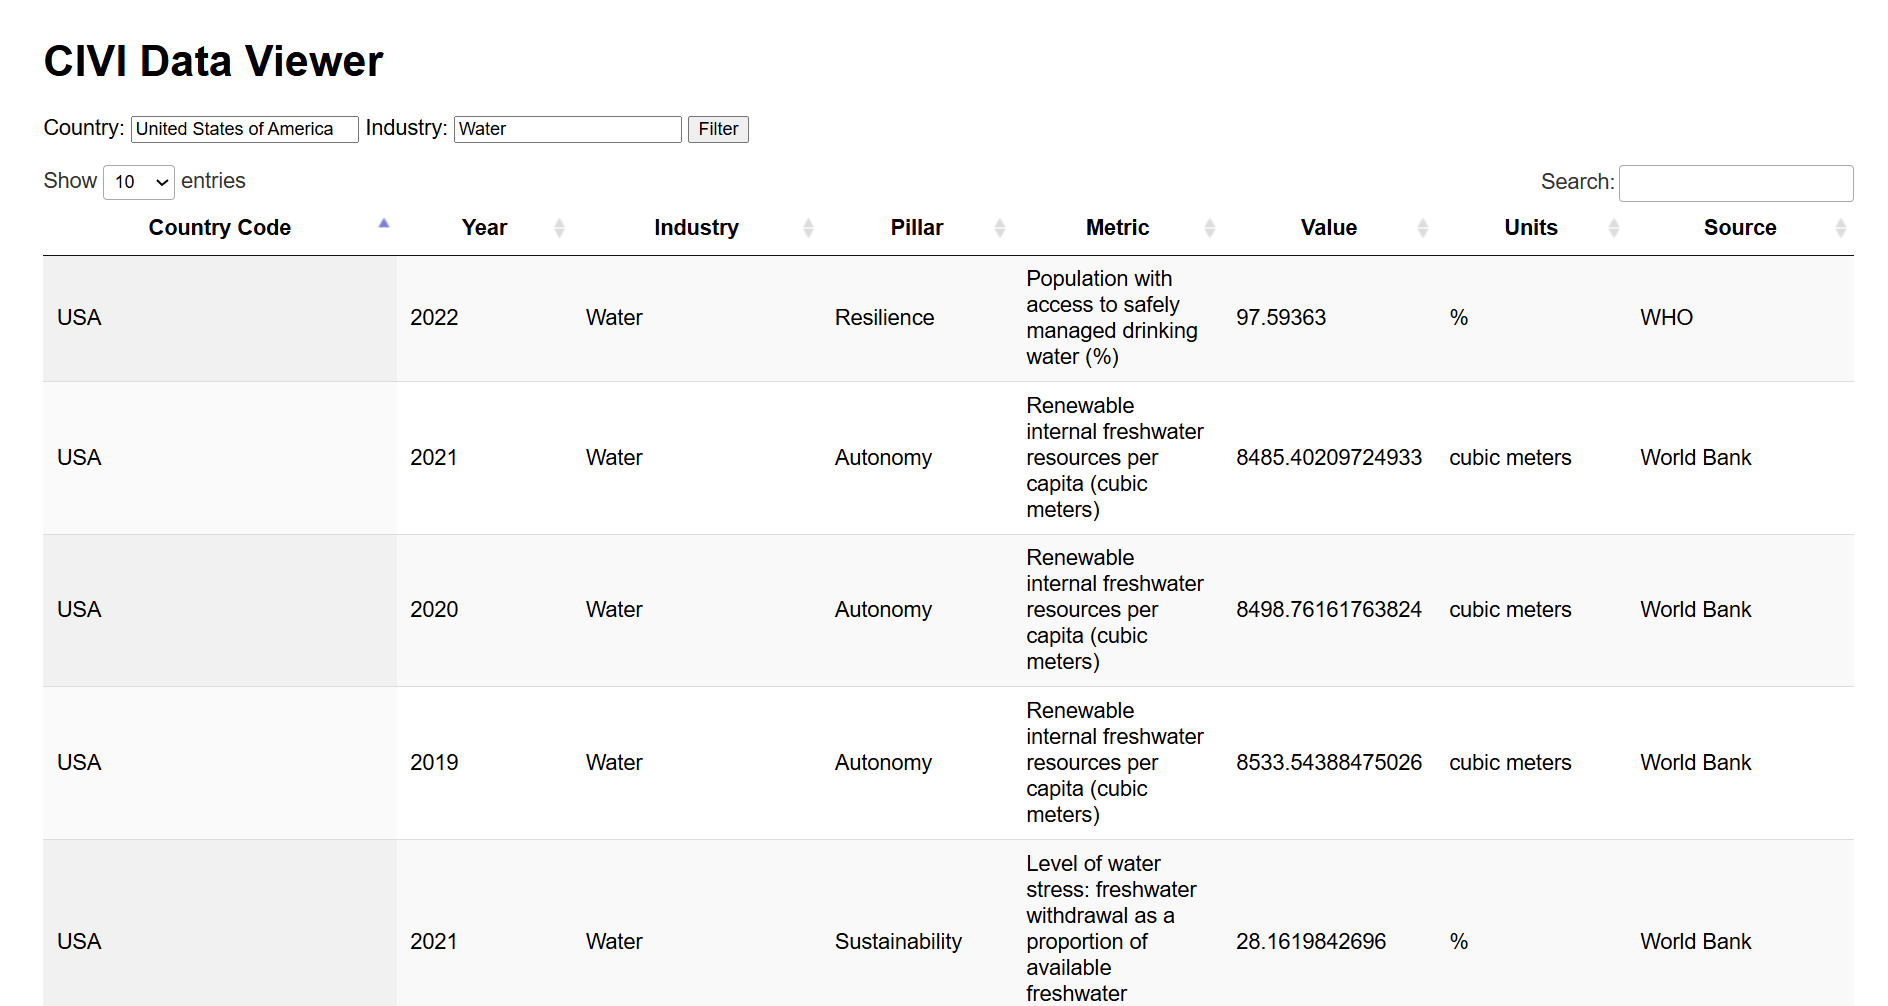 CIVI Data Viewer
Country: United States of America Industry: Water Filter
Show 10 entries Search:
Country Code Year Industry Pillar Metric Value Units Source
USA 2022 Water Resilience Population with access to safely managed drinking water (%) 97.59363 % WHO
USA 2021 Water Autonomy Renewable internal freshwater resources per capita (cubic meters) 8485.40209724933 cubic meters World Bank
USA 2020 Water Autonomy Renewable internal freshwater resources per capita (cubic meters) 8498.76161763824 cubic meters World Bank
USA 2019 Water Autonomy Renewable internal freshwater resources per capita (cubic meters) 8533.54388475026 cubic meters World Bank
USA 2021 Water Sustainability Level of water stress: freshwater withdrawal as a proportion of available freshwater 28.1619842696 % World Bank